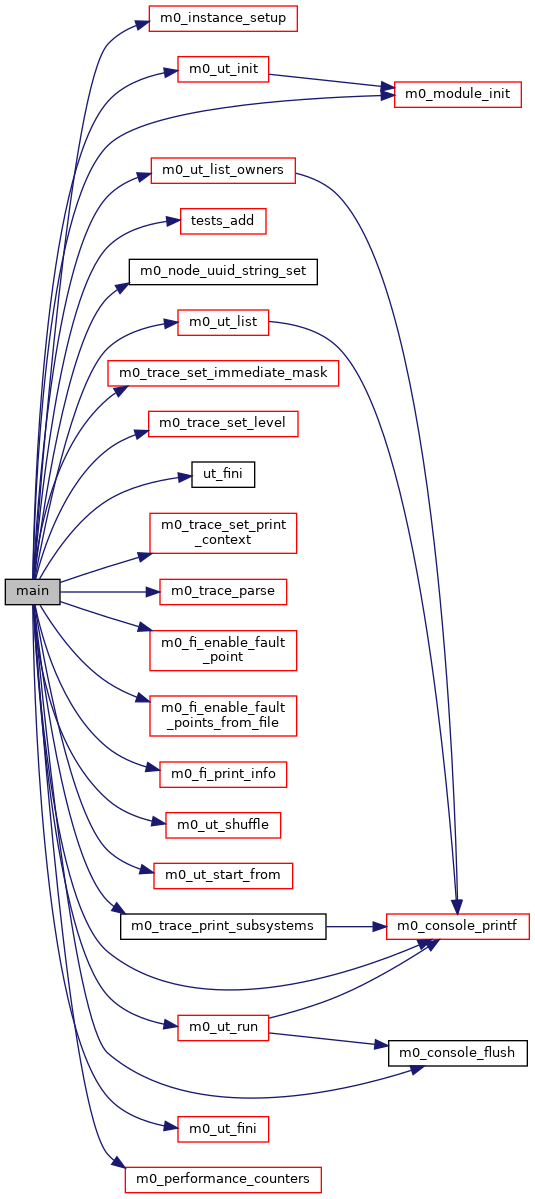 m0_instance_setup
m0_ut_init
m0_module_init
m0_ut_list_owners
tests_add
m0_node_uuid_string_set
m0_ut_list
m0_trace_set_immediate_mask
m0_trace_set_level
ut_fini
m0_trace_set_print
_context
main
m0_trace_parse
m0_fi_enable_fault
_point
m0_fi_enable_fault
_points_from_file
m0_fi_print_info
m0_ut_shuffle
m0_ut_start_from
m0_trace_print_subsystems
m0_console_printf
m0_ut_run
m0_console_flush
m0_ut_fini
m0_performance_counters